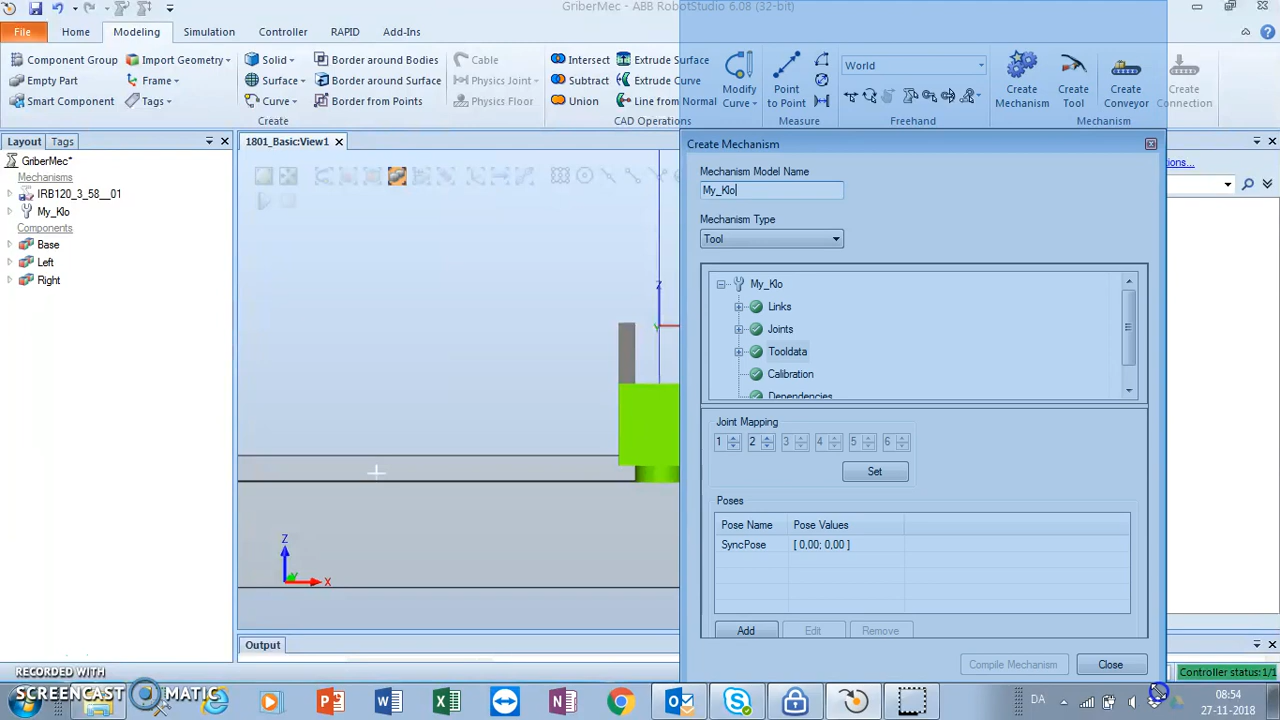 GriberMec - ABB RobotStudio 6.08 (32-bit)
File Home Modeling Simulation Controller RAPID Add-Ins
Component Group Import Geometry Solid Border around Bodies Cable Intersect Extrude Surface World
Empty Part Frame Surface Border around Surface Physics Joint Subtract Extrude Curve Modify Curve Point to Point Create Mechanism Create Tool Create Conveyor Create Connection
Smart Component Tags Curve Border from Points Physics Floor Union Line from Normal
Create CAD Operations Measure Freehand Mechanism
Layout Tags 1801_Basic:View1 Create Mechanism
GriberMec*
Mechanisms
IRB120_3_58__01
My_Klo
Components
Base
Left
Right
Mechanism Model Name
My_Klo
Mechanism Type
Tool
My_Klo
Links
Joints
Tooldata
Calibration
Dependencies
Joint Mapping
1 2 3 4 5 6
Set
Poses
Pose Name Pose Values
SyncPose [ 0,00; 0,00 ]
Add Edit Remove
Compile Mechanism Close
Z
Y
Z
Y X
Output
Controller status:1/1
RECORDED WITH
SCREENCAST MATIC
DA
08:54
27-11-2018